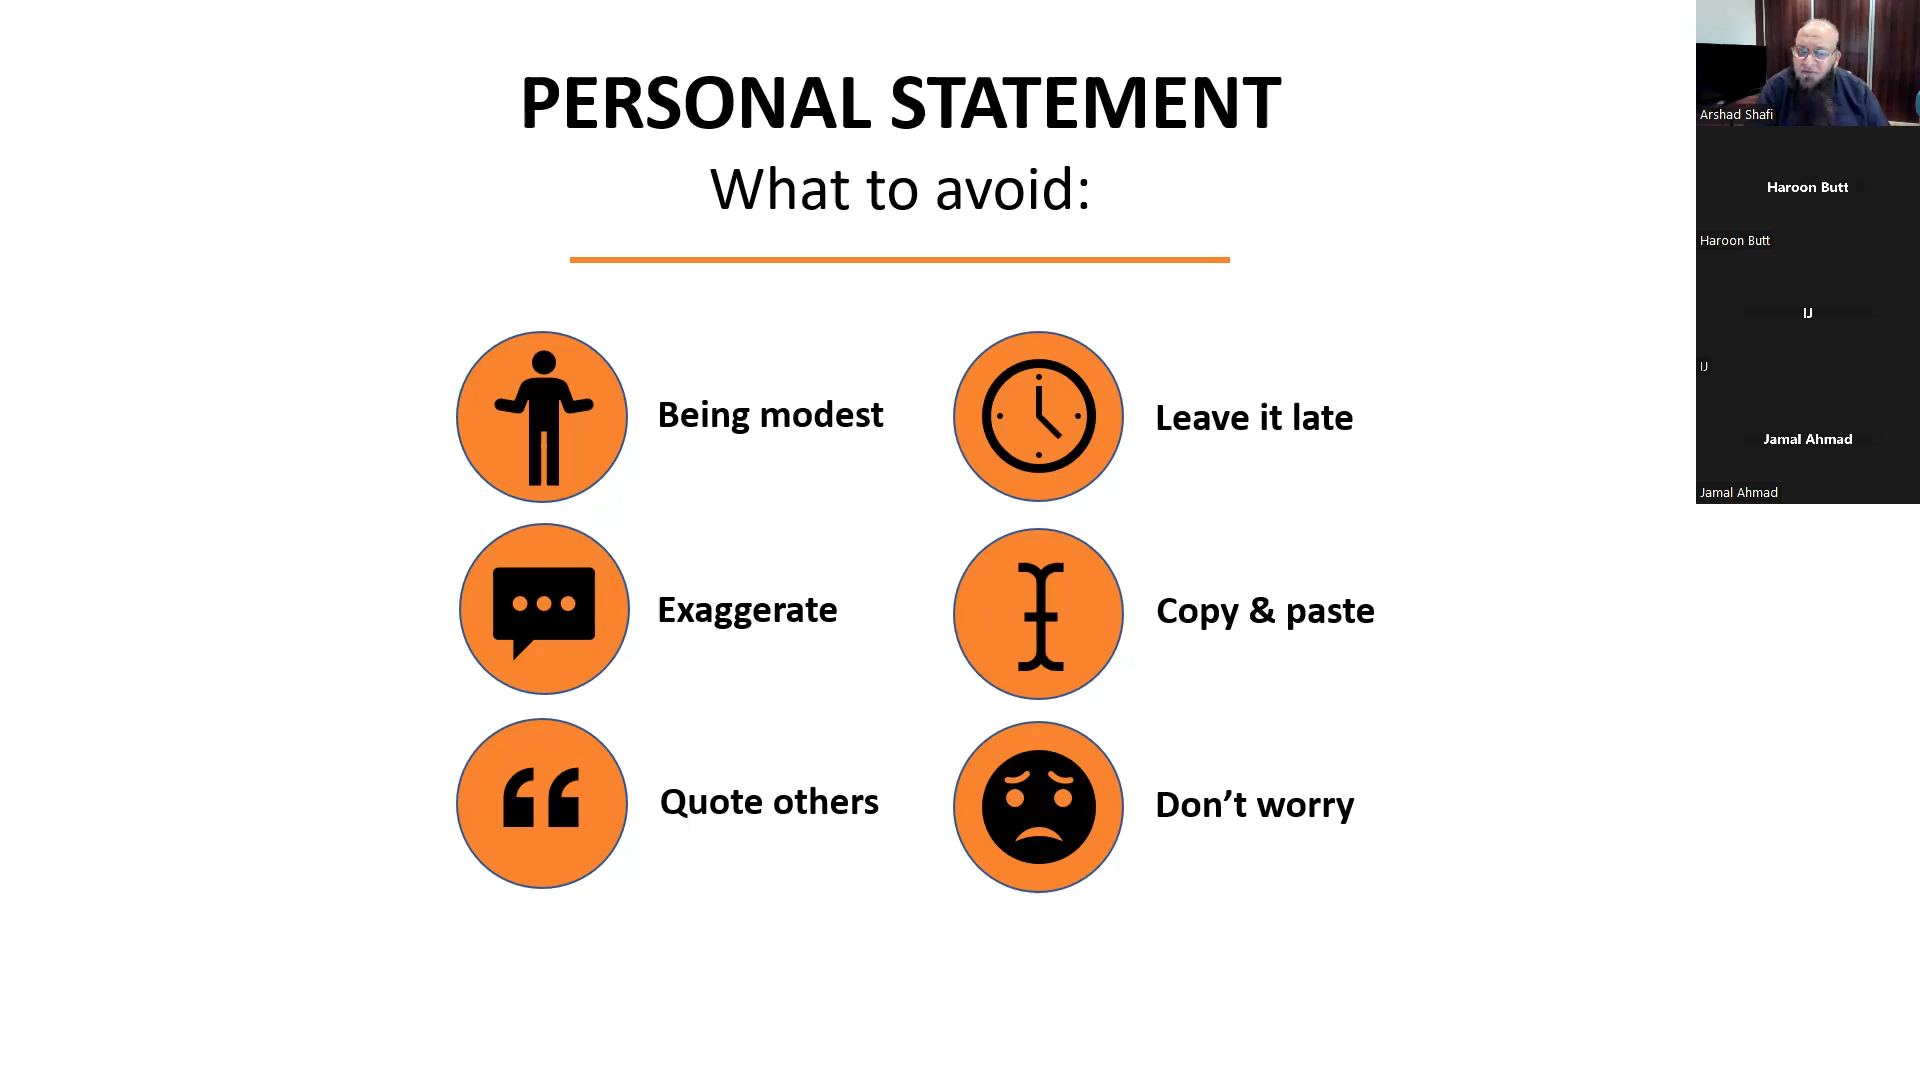 PERSONAL STATEMENT
What to avoid:
Being modest
Leave it late
Exaggerate
Copy & paste
Quote others
Don’t worry
Arshad Shafi
Haroon Butt
Haroon Butt
IJ
IJ
Jamal Ahmad
Jamal Ahmad